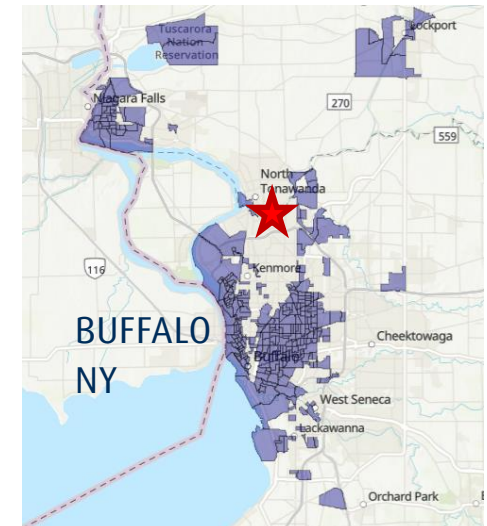 Tuscarora
Nation
Reservation
Lockport
Niagara Falls
270
559
North
Tonawanda
116
Kenmore
BUFFALO
NY
Buffalo
Cheektowaga
West Seneca
Lackawanna
Orchard Park